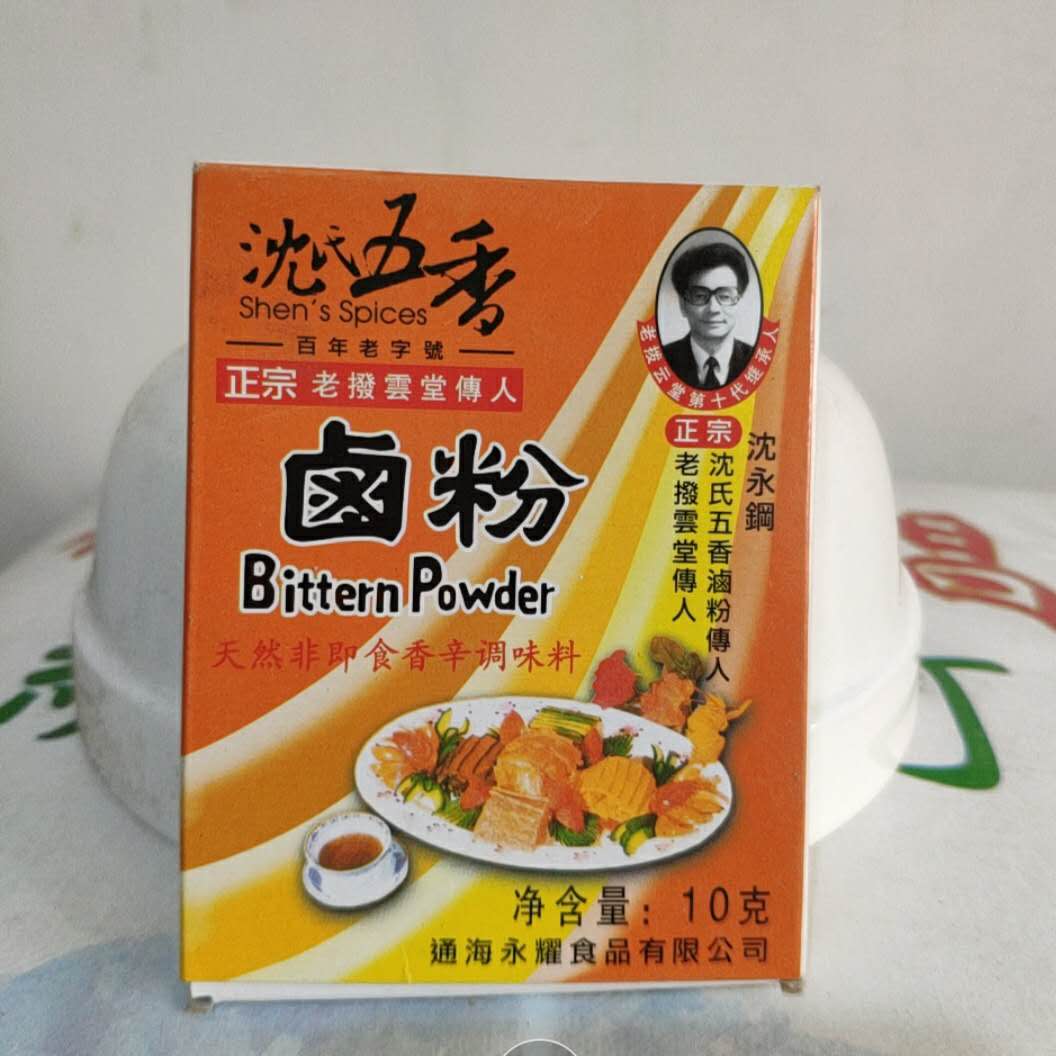 沈氏五香
Shen's Spices
百年老字號
正宗 老撥雲堂傳人
鹵粉
Bittern Powder
天然非即食香辛调味料
老拨云堂第十代继承人
正宗
沈永鋼
沈氏五香滷粉傳人
老撥雲堂傳人
净含量：10克
通海永耀食品有限公司